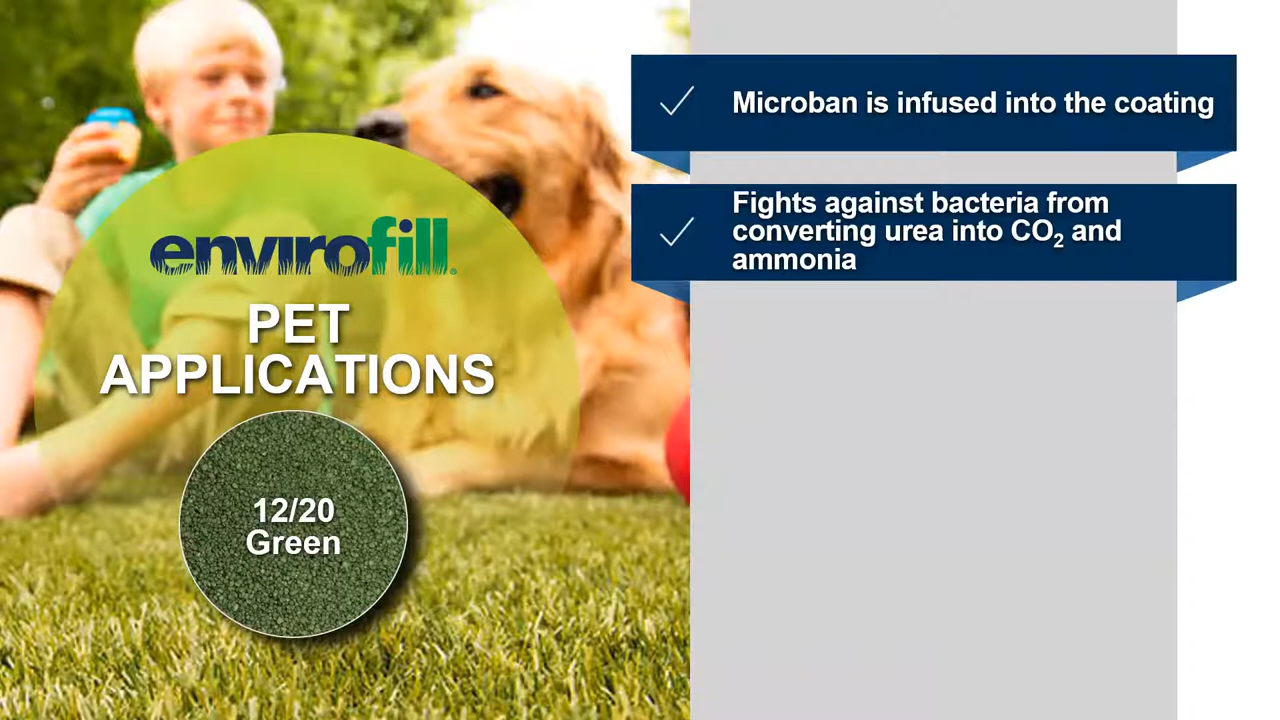 envirofill®
PET
APPLICATIONS
12/20
Green
Microban is infused into the coating
Fights against bacteria from
converting urea into CO₂ and
ammonia